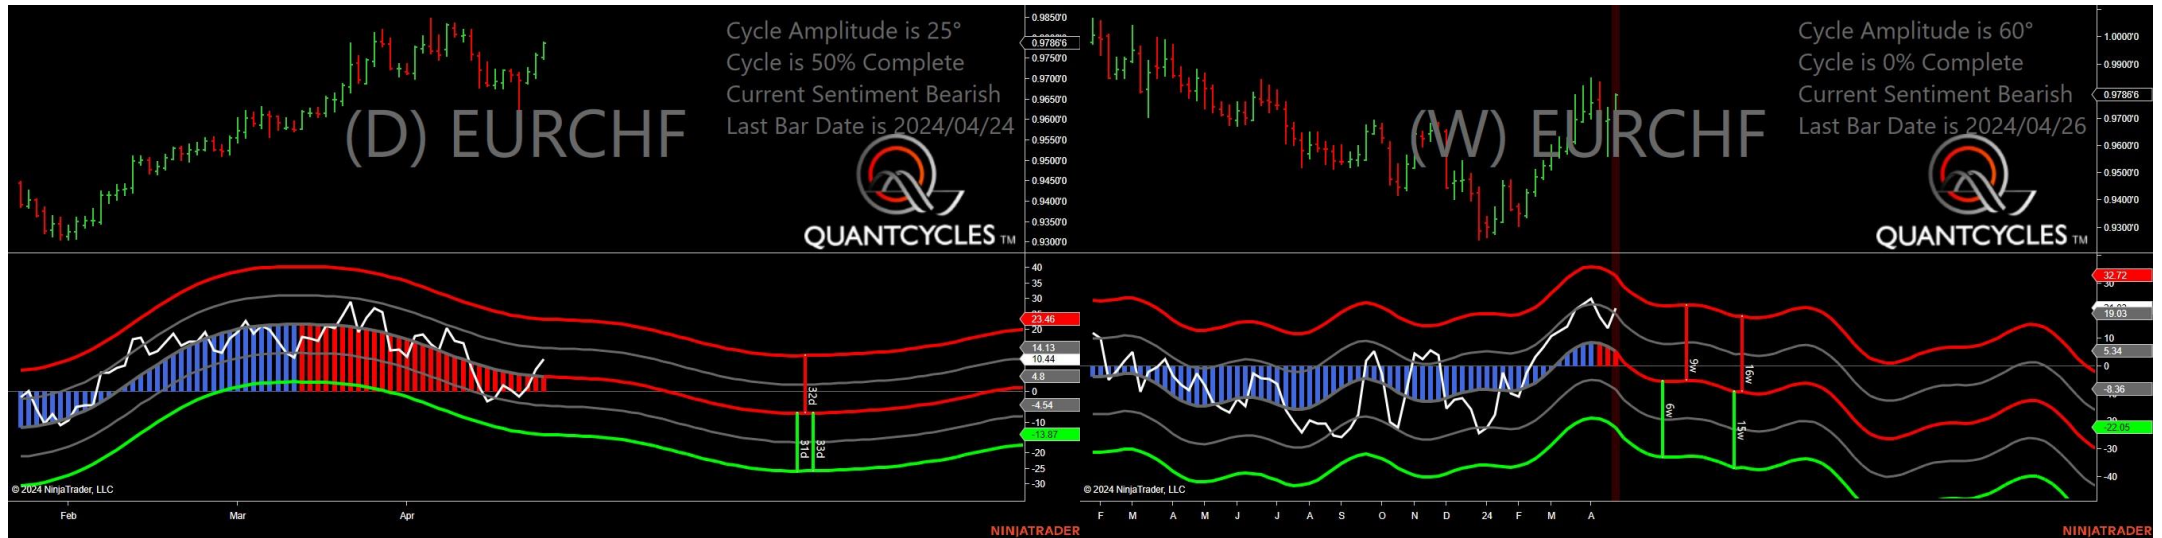 Cycle Amplitude is 25°
Cycle is 50% Complete
Current Sentiment Bearish
Last Bar Date is 2024/04/24
(D) EURCHF
QUANTCYCLES TM
0.9850'0
0.9786'6
0.9750'0
0.9700'0
0.9650'0
0.9600'0
0.9550'0
0.9500'0
0.9450'0
0.9400'0
0.9350'0
0.9300'0
40
35
30
25
23.46
20
14.13
10.44
4.8
0
-4.54
-10
-13.87
-20
-25
-30
32d
31d
33d
© 2024 NinjaTrader, LLC
Feb
Mar
Apr
NINJATRADER
Cycle Amplitude is 60°
Cycle is 0% Complete
Current Sentiment Bearish
Last Bar Date is 2024/04/26
(W) EURCHF
QUANTCYCLES TM
1.0000'0
0.9900'0
0.9786'6
0.9700'0
0.9600'0
0.9500'0
0.9400'0
0.9300'0
32.72
30
19.03
10
5.34
0
-8.36
-22.05
-30
-40
9w
16w
6w
15w
© 2024 NinjaTrader, LLC
F
M
A
M
J
J
A
S
O
N
D
24
F
M
A
NINJATRADER